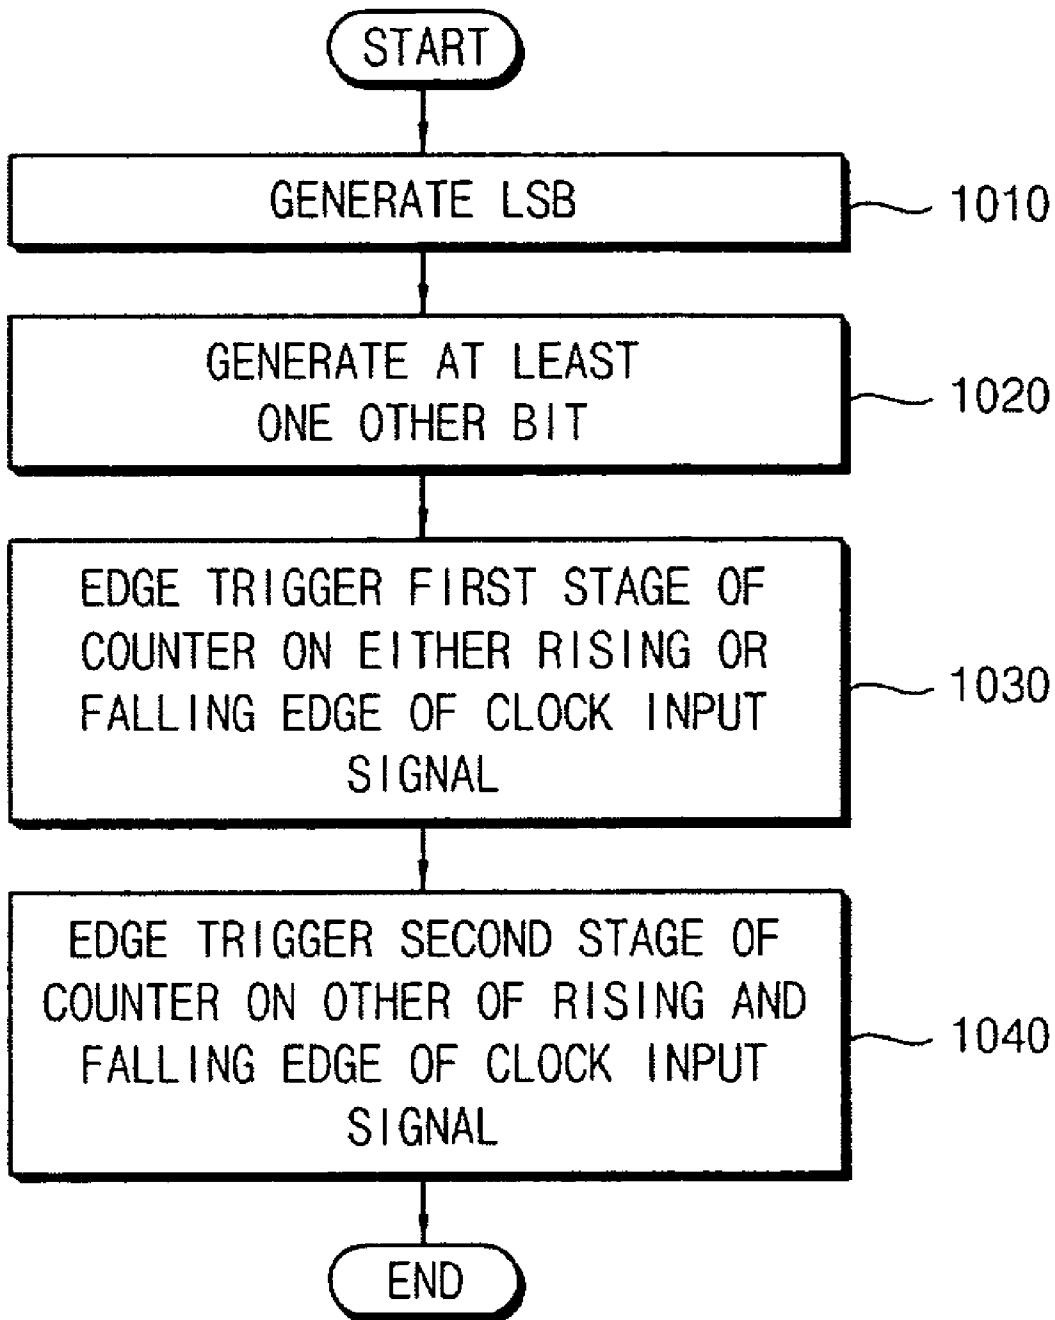 START
GENERATE LSB
1010
GENERATE AT LEAST
ONE OTHER BIT
1020
EDGE TRIGGER FIRST STAGE OF
COUNTER ON EITHER RISING OR
FALLING EDGE OF CLOCK INPUT
SIGNAL
1030
EDGE TRIGGER SECOND STAGE OF
COUNTER ON OTHER OF RISING AND
FALLING EDGE OF CLOCK INPUT
SIGNAL
1040
END